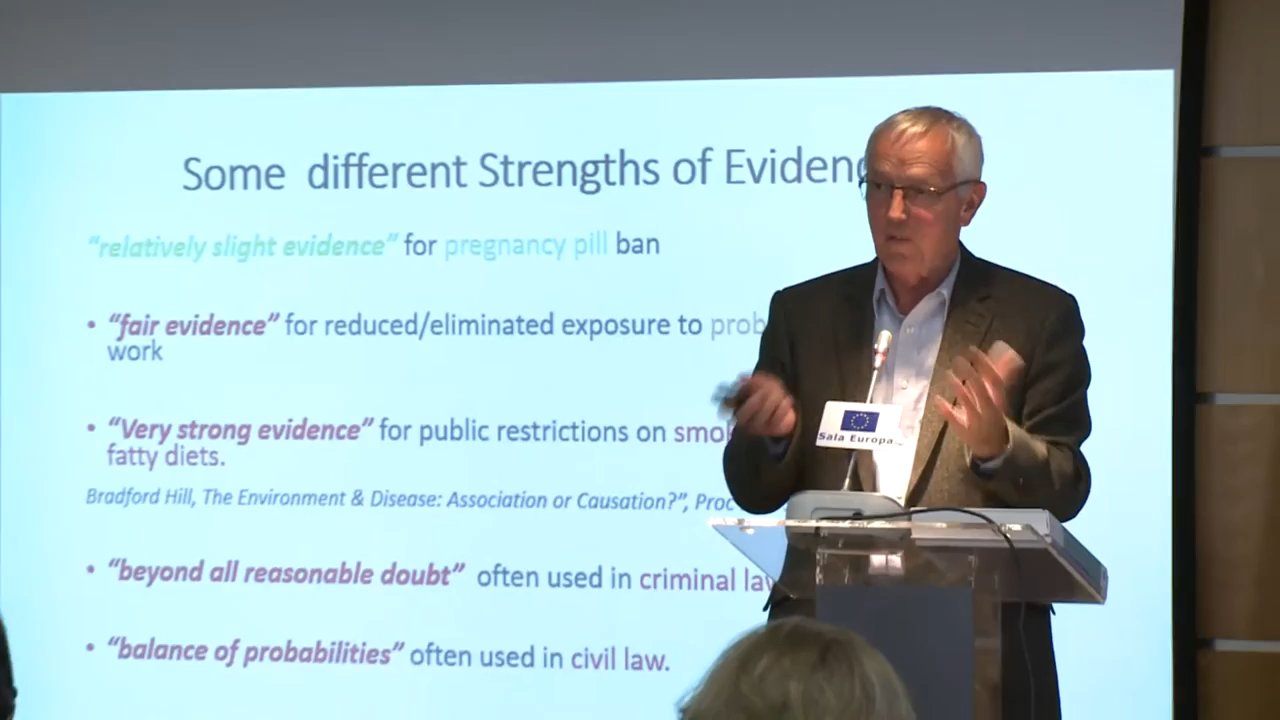 Some different Strengths of Evidenc
“relatively slight evidence” for pregnancy pill ban
• “fair evidence” for reduced/eliminated exposure to prob
work
• “Very strong evidence” for public restrictions on smok
fatty diets.
Bradford Hill, The Environment & Disease: Association or Causation?”, Proc
• “beyond all reasonable doubt” often used in criminal law
• “balance of probabilities” often used in civil law.
Sala Europa